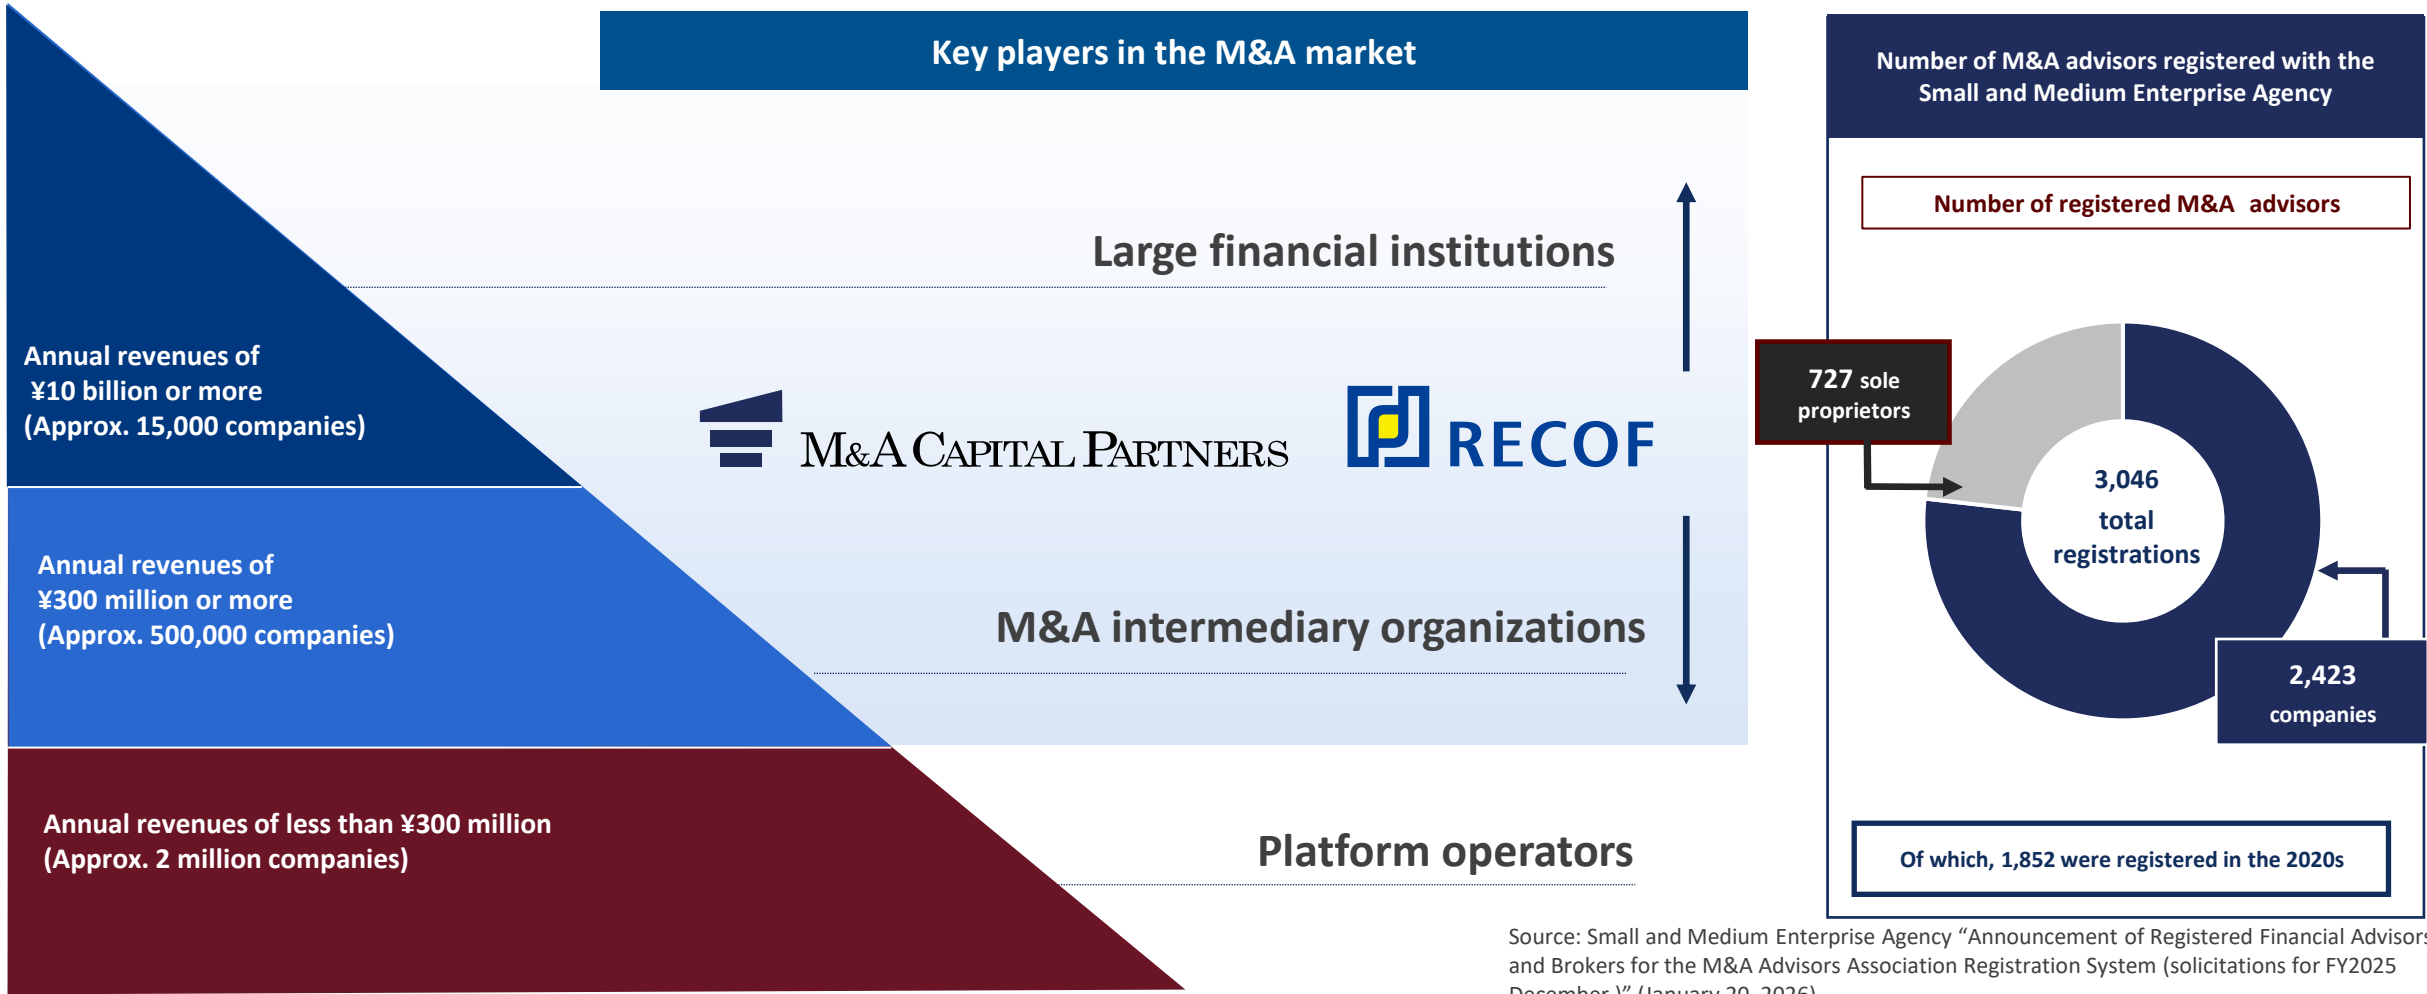 Key players in the M&A market
Large financial institutions
Annual revenues of
¥10 billion or more
(Approx. 15,000 companies)
M&A CAPITAL PARTNERS
RECOF
Annual revenues of
¥300 million or more
(Approx. 500,000 companies)
M&A intermediary organizations
Annual revenues of less than ¥300 million
(Approx. 2 million companies)
Platform operators
Number of M&A advisors registered with the
Small and Medium Enterprise Agency
Number of registered M&A advisors
727 sole
proprietors
3,046
total
registrations
2,423
companies
Of which, 1,852 were registered in the 2020s
Source: Small and Medium Enterprise Agency “Announcement of Registered Financial Advisors
and Brokers for the M&A Advisors Association Registration System (solicitations for FY2025
December )” (January 20, 2026)